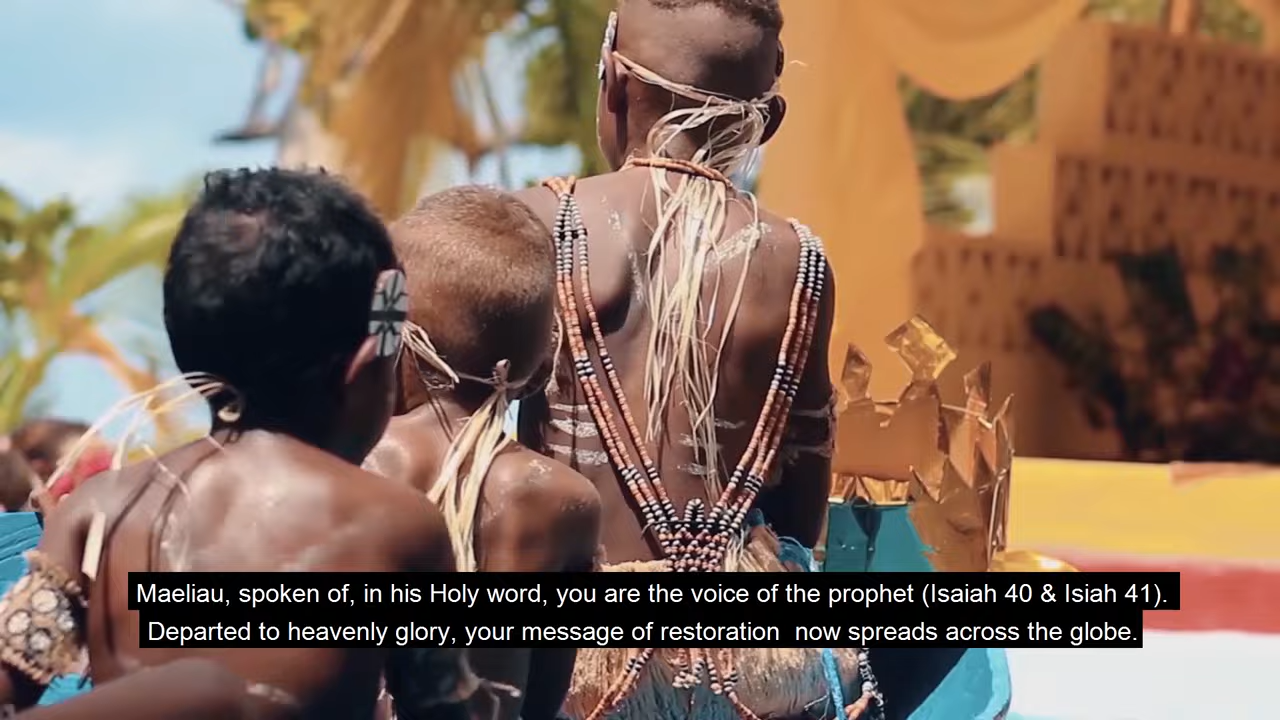 Maeliau, spoken of, in his Holy word, you are the voice of the prophet (Isaiah 40 & Isiah 41).
Departed to heavenly glory, your message of restoration  now spreads across the globe.